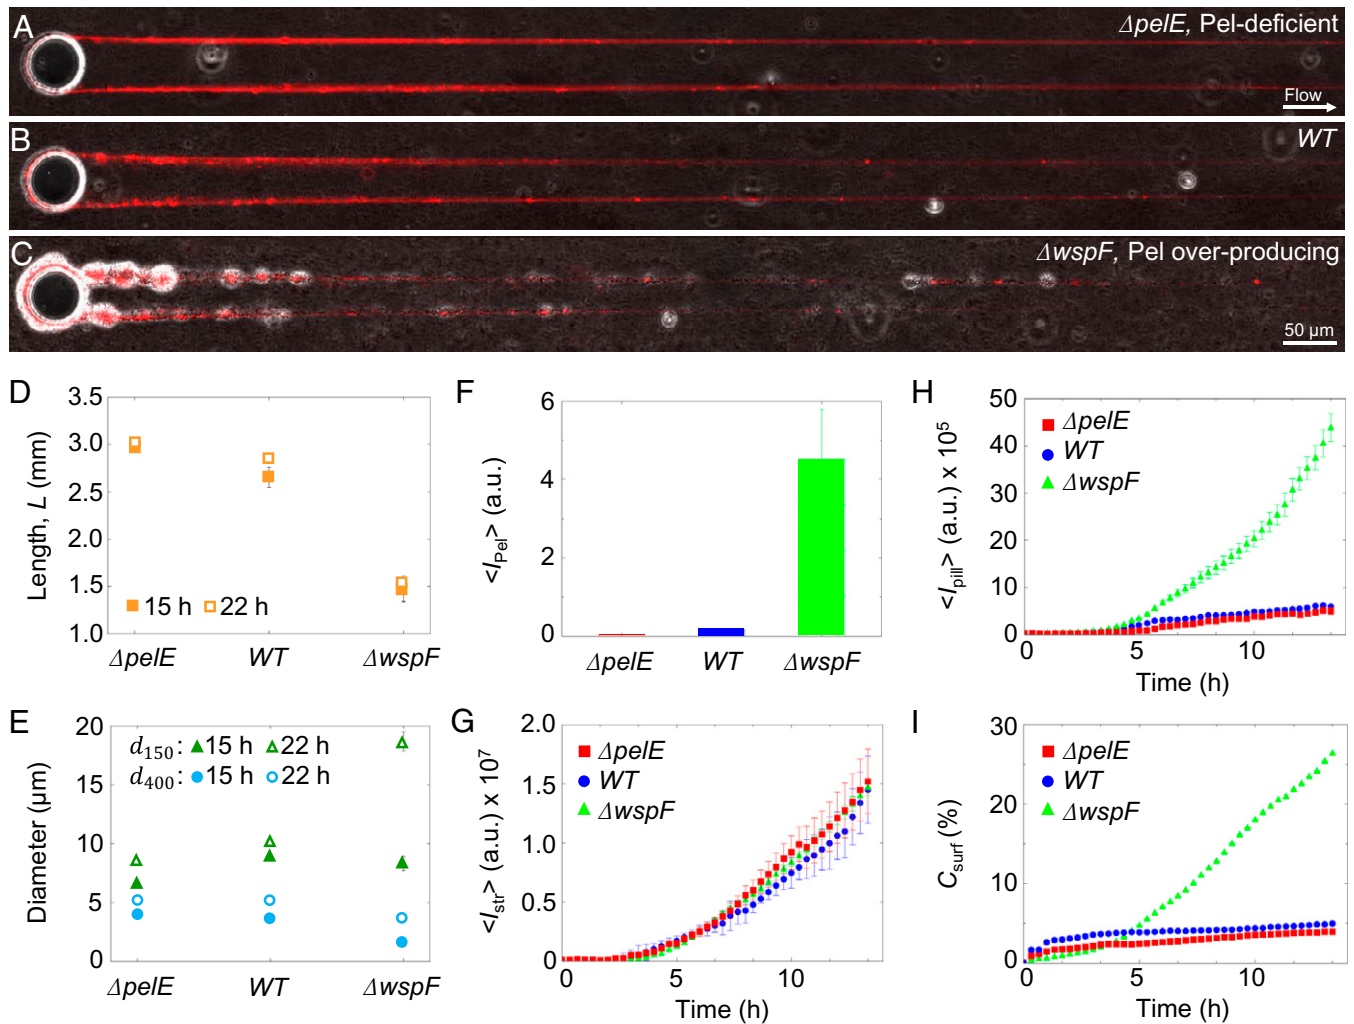 A
ΔpelE, Pel-deficient
Flow
B
WT
C
ΔwspF, Pel over-producing
50 µm
D
3.5
3.0
2.5
2.0
1.5
1.0
Length, L (mm)
15 h 22 h
ΔpelE WT ΔwspF
E
20
15
10
5
0
Diameter (µm)
d150: 15 h 22 h
d400: 15 h 22 h
ΔpelE WT ΔwspF
F
6
4
2
0
<IPel> (a.u.)
ΔpelE WT ΔwspF
G
2.0
1.5
1.0
0.5
0
<Istr> (a.u.) x 10^7
ΔpelE
WT
ΔwspF
0 5 10
Time (h)
H
50
40
30
20
10
0
<Ipill> (a.u.) x 10^5
ΔpelE
WT
ΔwspF
0 5 10
Time (h)
I
30
20
10
0
Csurf (%)
ΔpelE
WT
ΔwspF
0 5 10
Time (h)